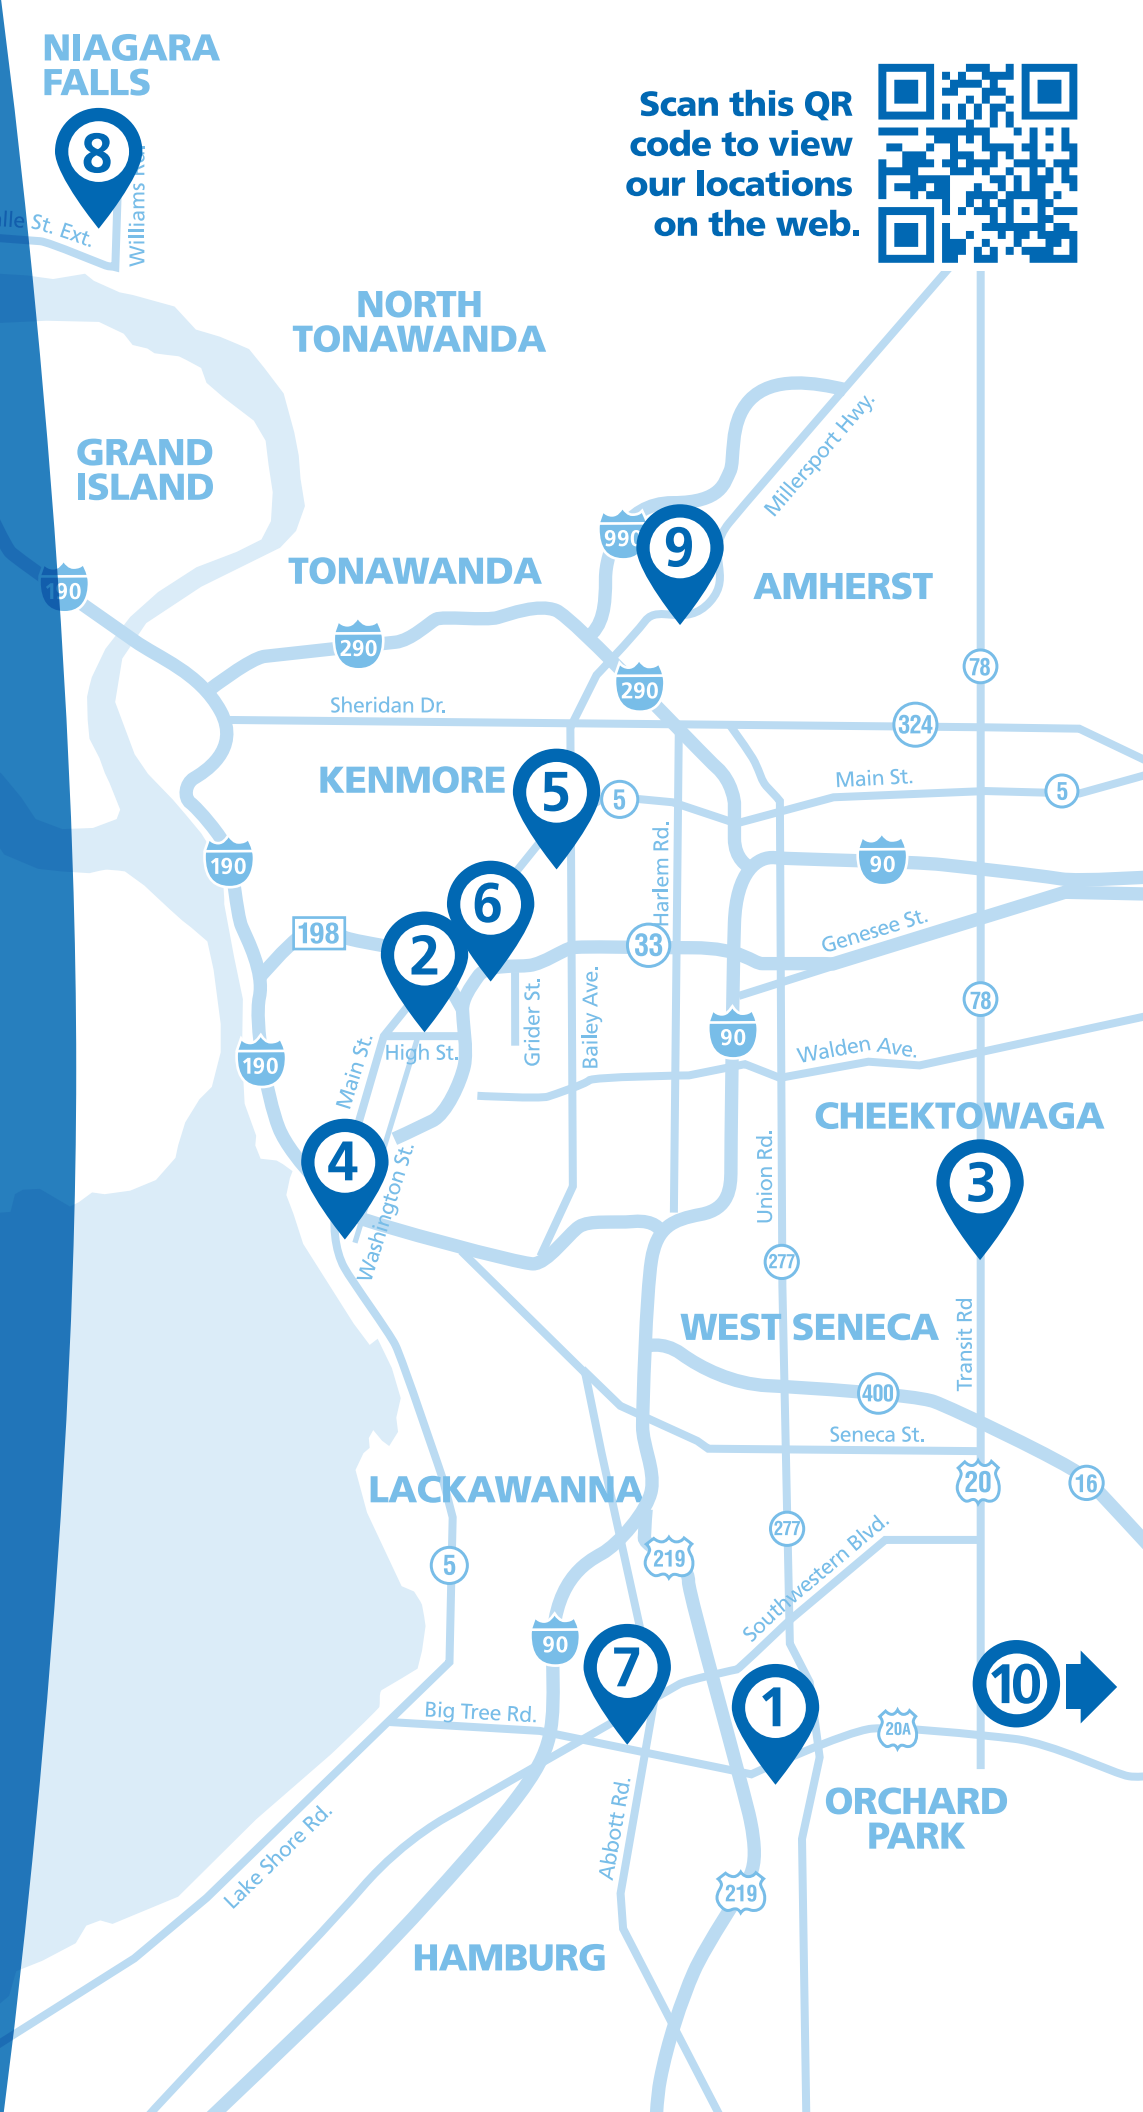 NIAGARA
FALLS
8
Williams Rd.
St. Ext.
Scan this QR
code to view
our locations
on the web.
NORTH
TONAWANDA
GRAND
ISLAND
Millersport Hwy.
990
9
TONAWANDA
AMHERST
190
290
78
290
Sheridan Dr.
324
KENMORE
5
5
Main St.
5
190
Harlem Rd.
90
6
198
2
33
Genesee St.
Grider St.
Bailey Ave.
78
90
190
Main St.
High St.
Walden Ave.
CHEEKTOWAGA
4
Washington St.
Union Rd.
3
277
WEST SENECA
Transit Rd
400
Seneca St.
LACKAWANNA
20
16
277
219
5
Southwestern Blvd.
90
7
1
10
Big Tree Rd.
20A
Abbott Rd.
ORCHARD
PARK
Lake Shore Rd.
219
HAMBURG